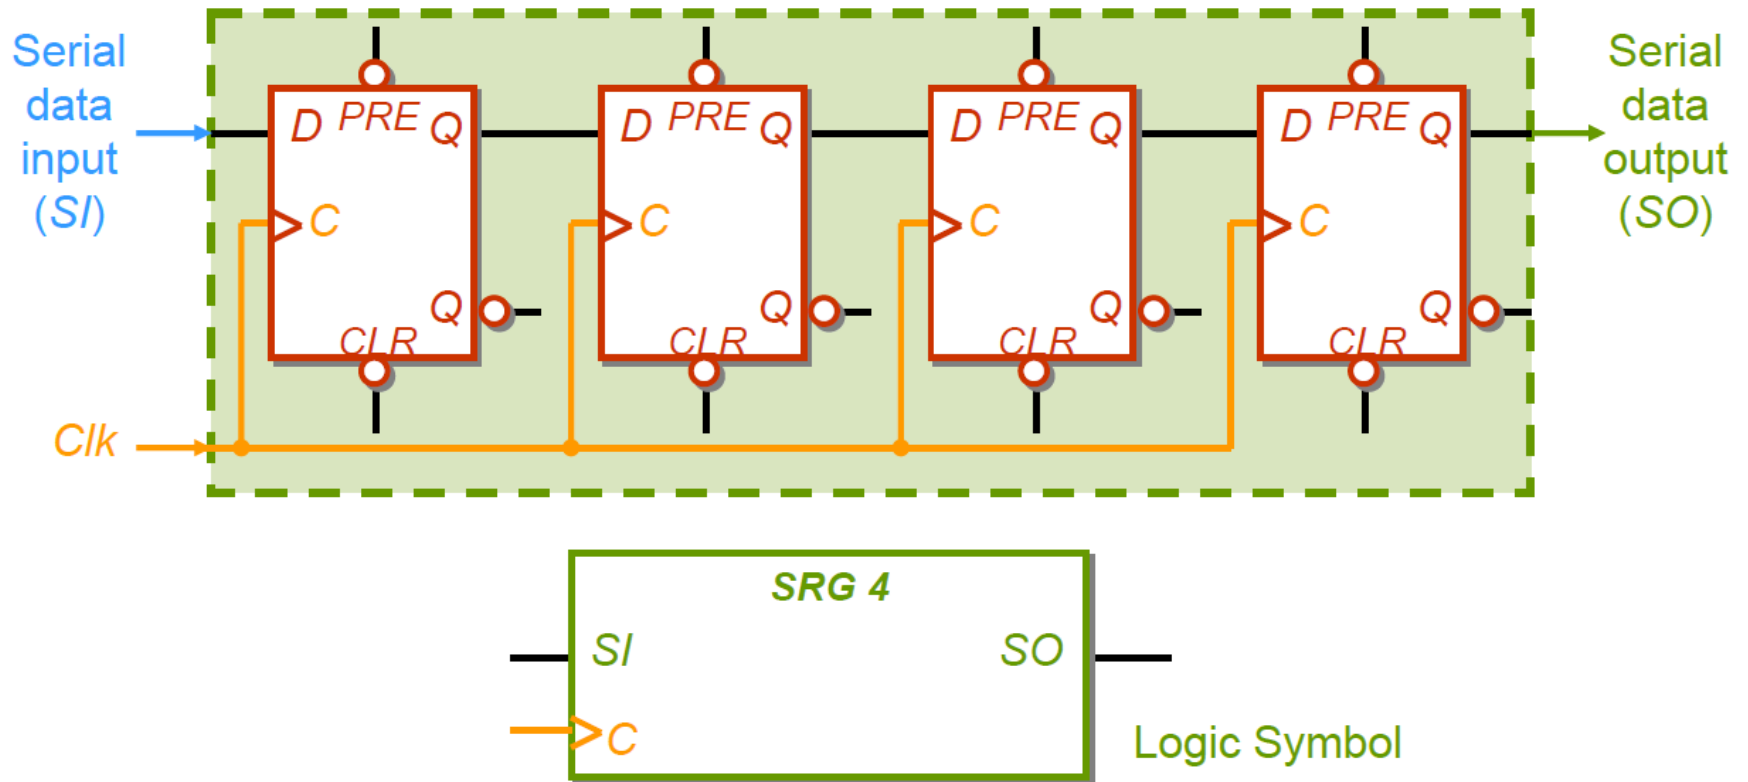 Serial
data
input
(SI)
Serial
data
output
(SO)
D PRE Q
C
Q
CLR
D PRE Q
C
Q
CLR
D PRE Q
C
Q
CLR
D PRE Q
C
Q
CLR
Clk
SRG 4
SI SO
C
Logic Symbol